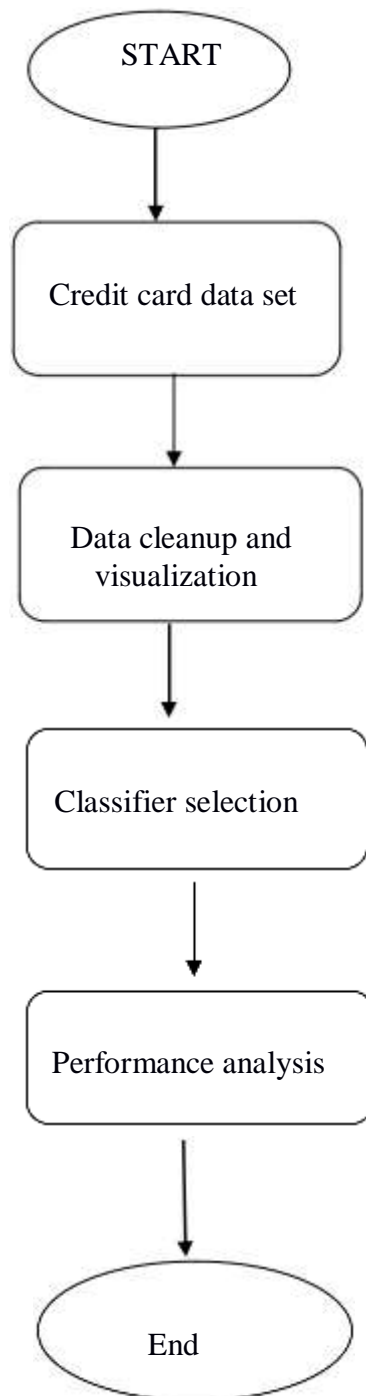 START
Credit card data set
Data cleanup and
visualization
Classifier selection
Performance analysis
End